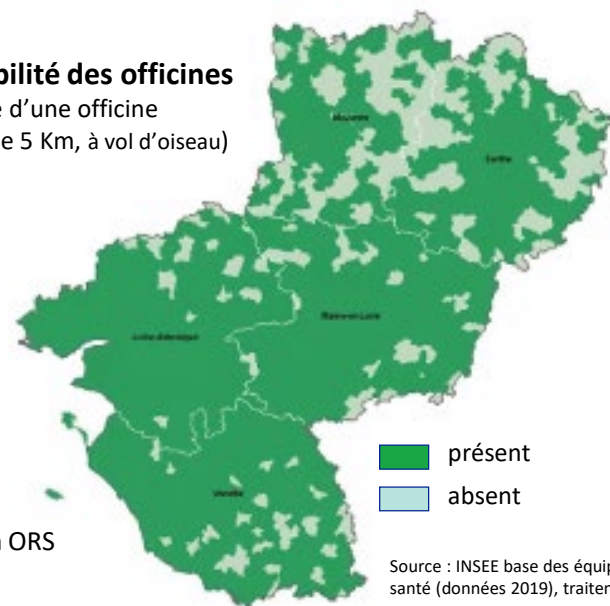 bilité des officines
e d’une officine
e 5 Km, à vol d’oiseau)
Mayenne
Sarthe
Loire-Atlantique
Maine-et-Loire
Vendée
présent
absent
ORS
Source : INSEE base des équip
santé (données 2019), traitem